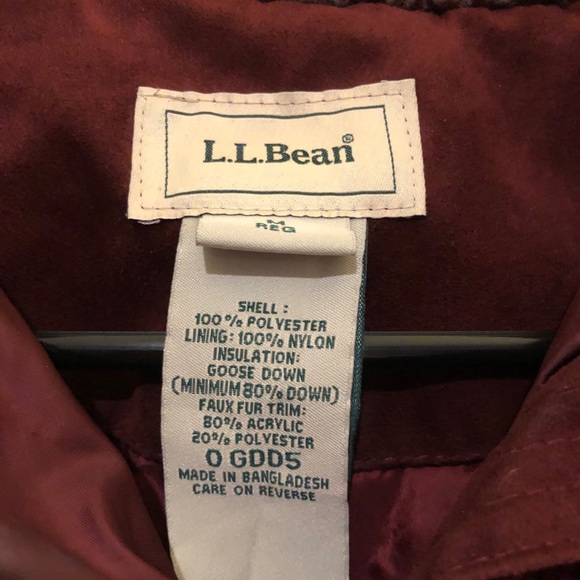 L.L.Bean®
M
REG
SHELL:
100% POLYESTER
LINING: 100% NYLON
INSULATION:
GOOSE DOWN
(MINIMUM 80% DOWN)
FAUX FUR TRIM:
80% ACRYLIC
20% POLYESTER
0 GDD5
MADE IN BANGLADESH
CARE ON REVERSE